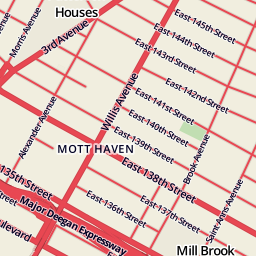 Houses
East 145th Street
Morris Avenue
3rd Avenue
East 144th Street
East 143rd Street
Willis Avenue
East 142nd Street
East 141st Street
East 140th Street
Alexander Avenue
East 139th Street
MOTT HAVEN
Brook Avenue
East 138th Street
135th Street
Saint Anns Avenue
Major Deegan Expressway
East 136th Street
East 137th Street
oulevard
Mill Brook